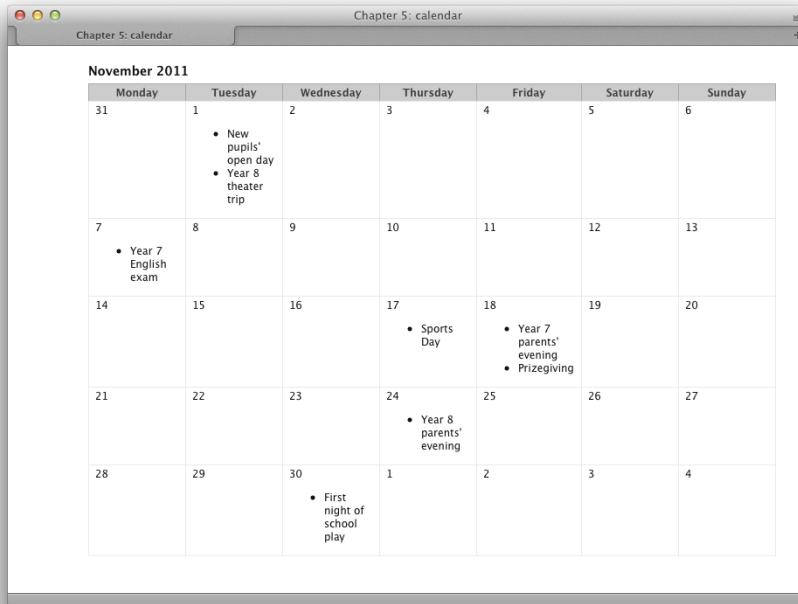 Chapter 5: calendar
Chapter 5: calendar
November 2011
Monday Tuesday Wednesday Thursday Friday Saturday Sunday
31 1 2 3 4 5 6
• New
pupils'
open day
• Year 8
theater
trip
7 8 9 10 11 12 13
• Year 7
English
exam
14 15 16 17 18 19 20
• Sports • Year 7
Day parents'
evening
• Prizegiving
21 22 23 24 25 26 27
• Year 8
parents'
evening
28 29 30 1 2 3 4
• First
night of
school
play